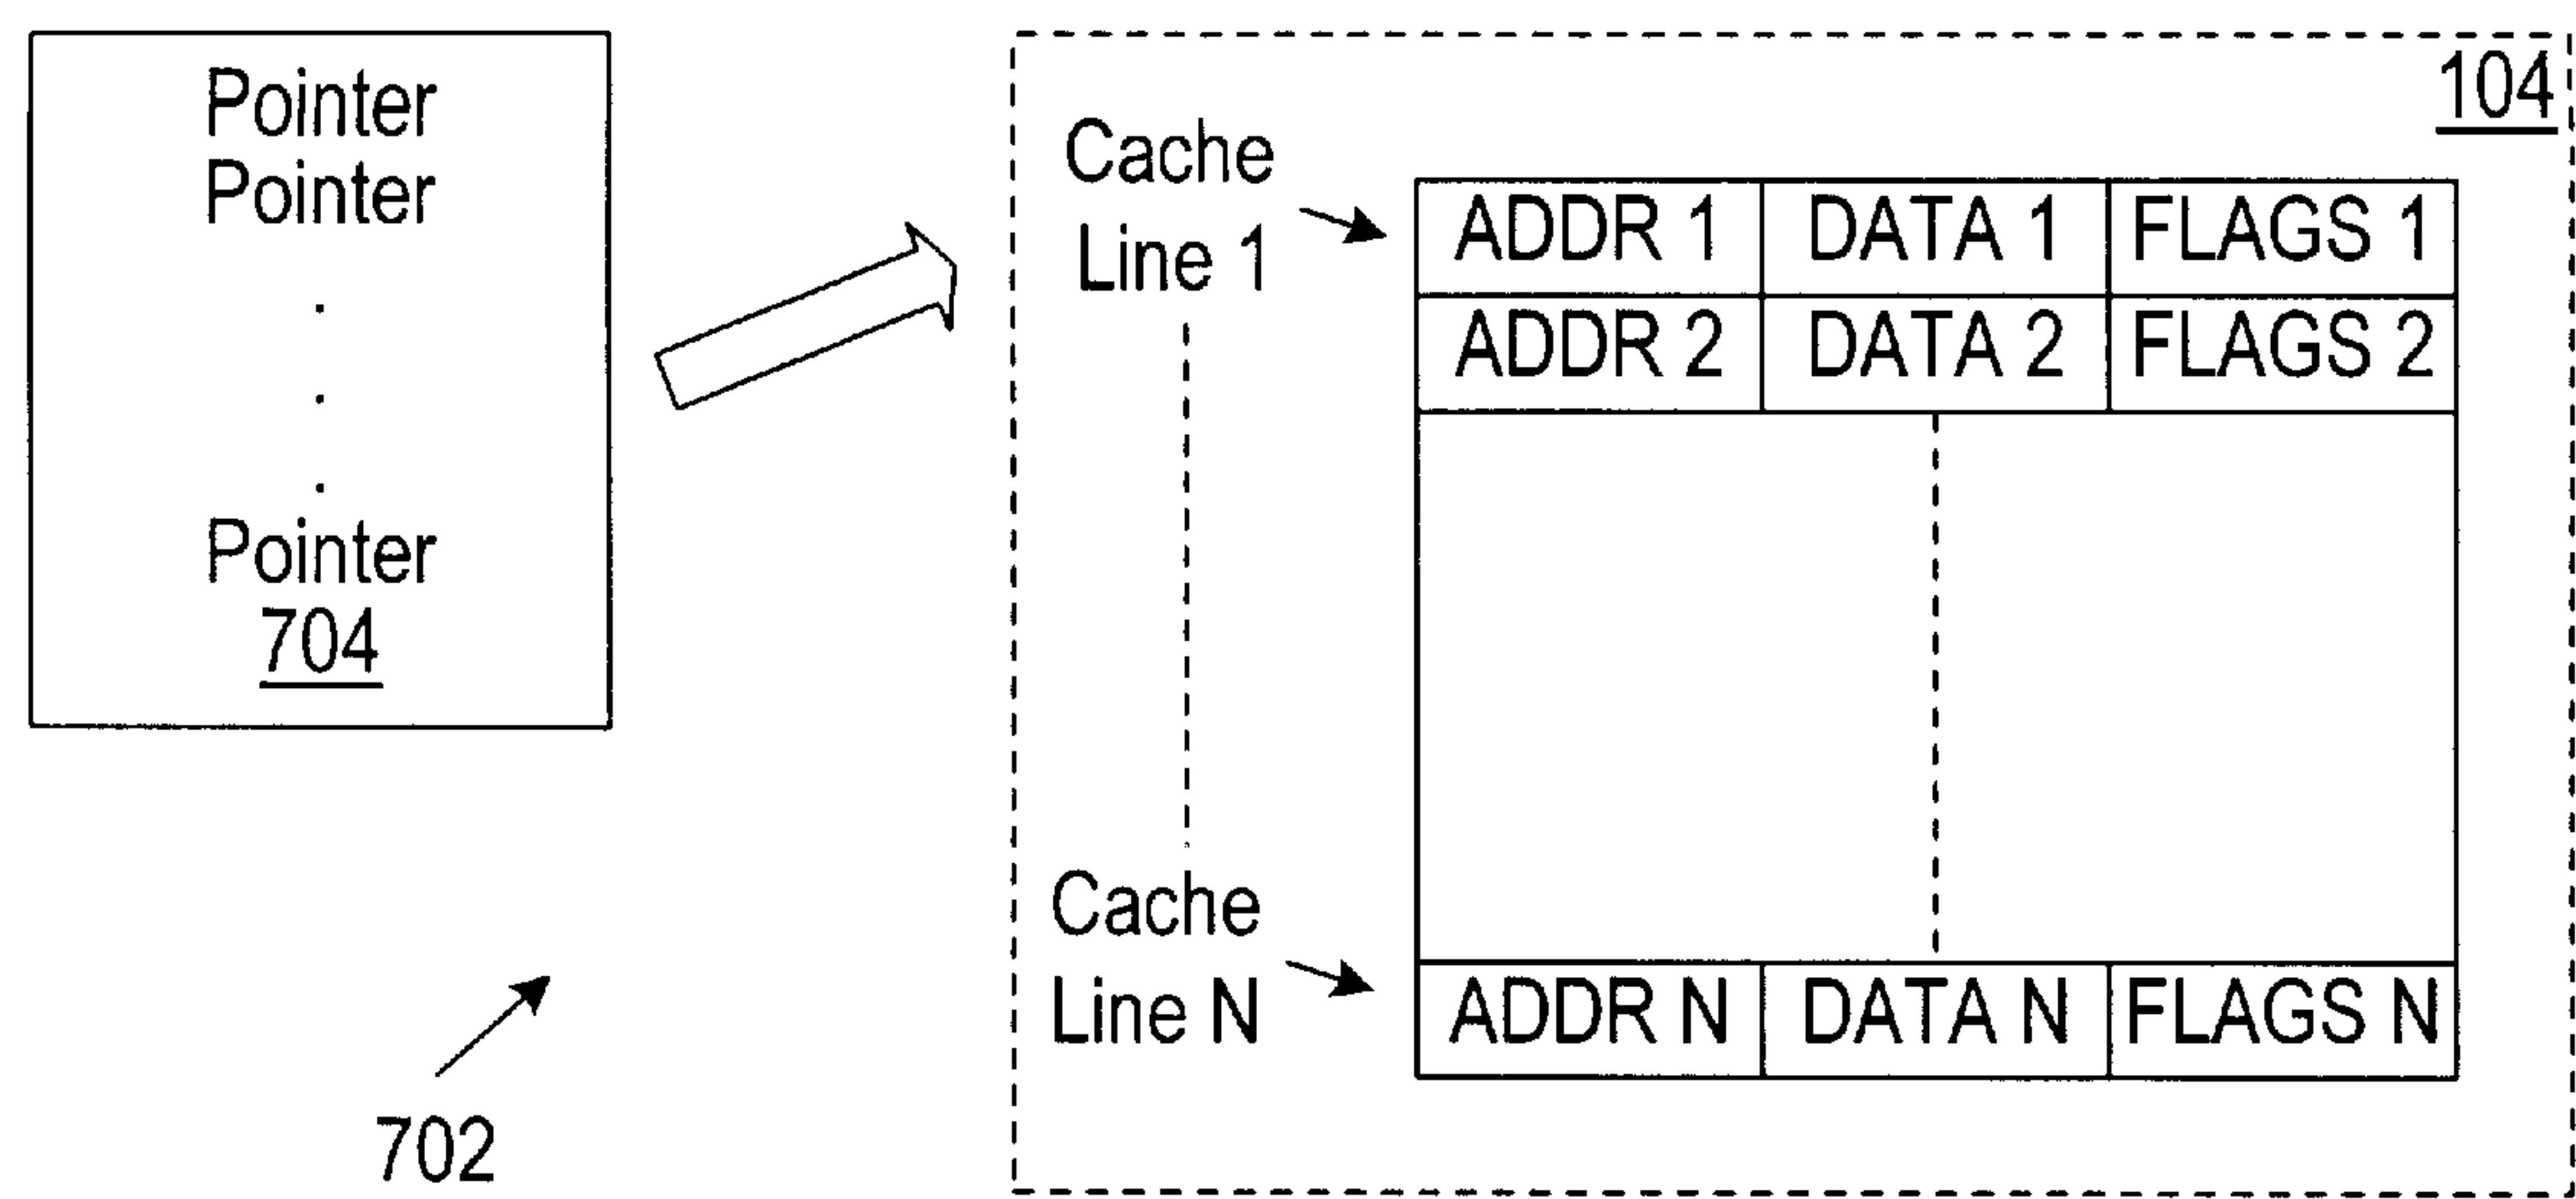 Pointer
Pointer
.
.
.
Pointer
704
702
104
Cache
Line 1
ADDR 1 DATA 1 FLAGS 1
ADDR 2 DATA 2 FLAGS 2
Cache
Line N
ADDR N DATA N FLAGS N